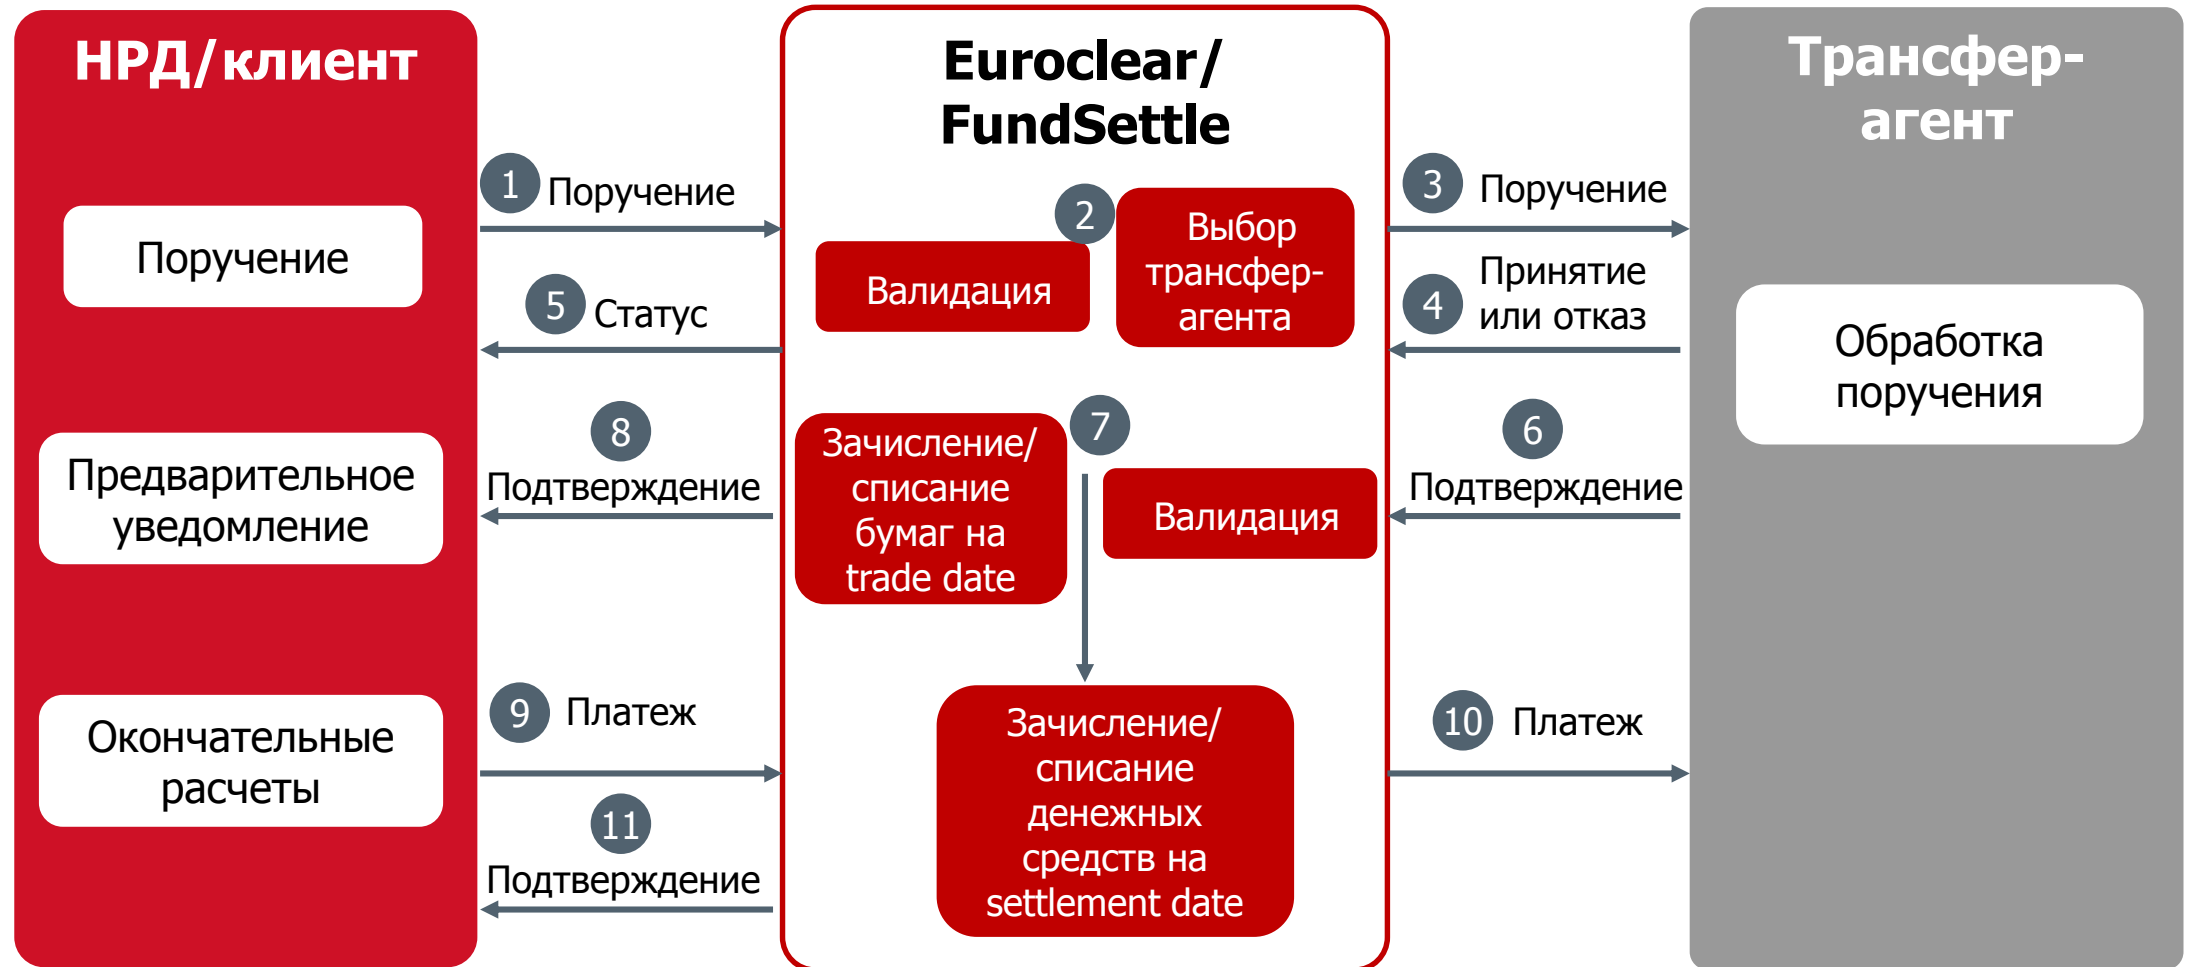 НРД/клиент
Поручение
Предварительное
уведомление
Окончательные
расчеты
1 Поручение
5 Статус
8
Подтверждение
9 Платеж
11
Подтверждение
Euroclear/
FundSettle
2
Валидация
Выбор
трансфер-
агента
7
Зачисление/
списание
бумаг на
trade date
Валидация
Зачисление/
списание
денежных
средств на
settlement date
3 Поручение
4 Принятие
или отказ
6
Подтверждение
10 Платеж
Трансфер-
агент
Обработка
поручения